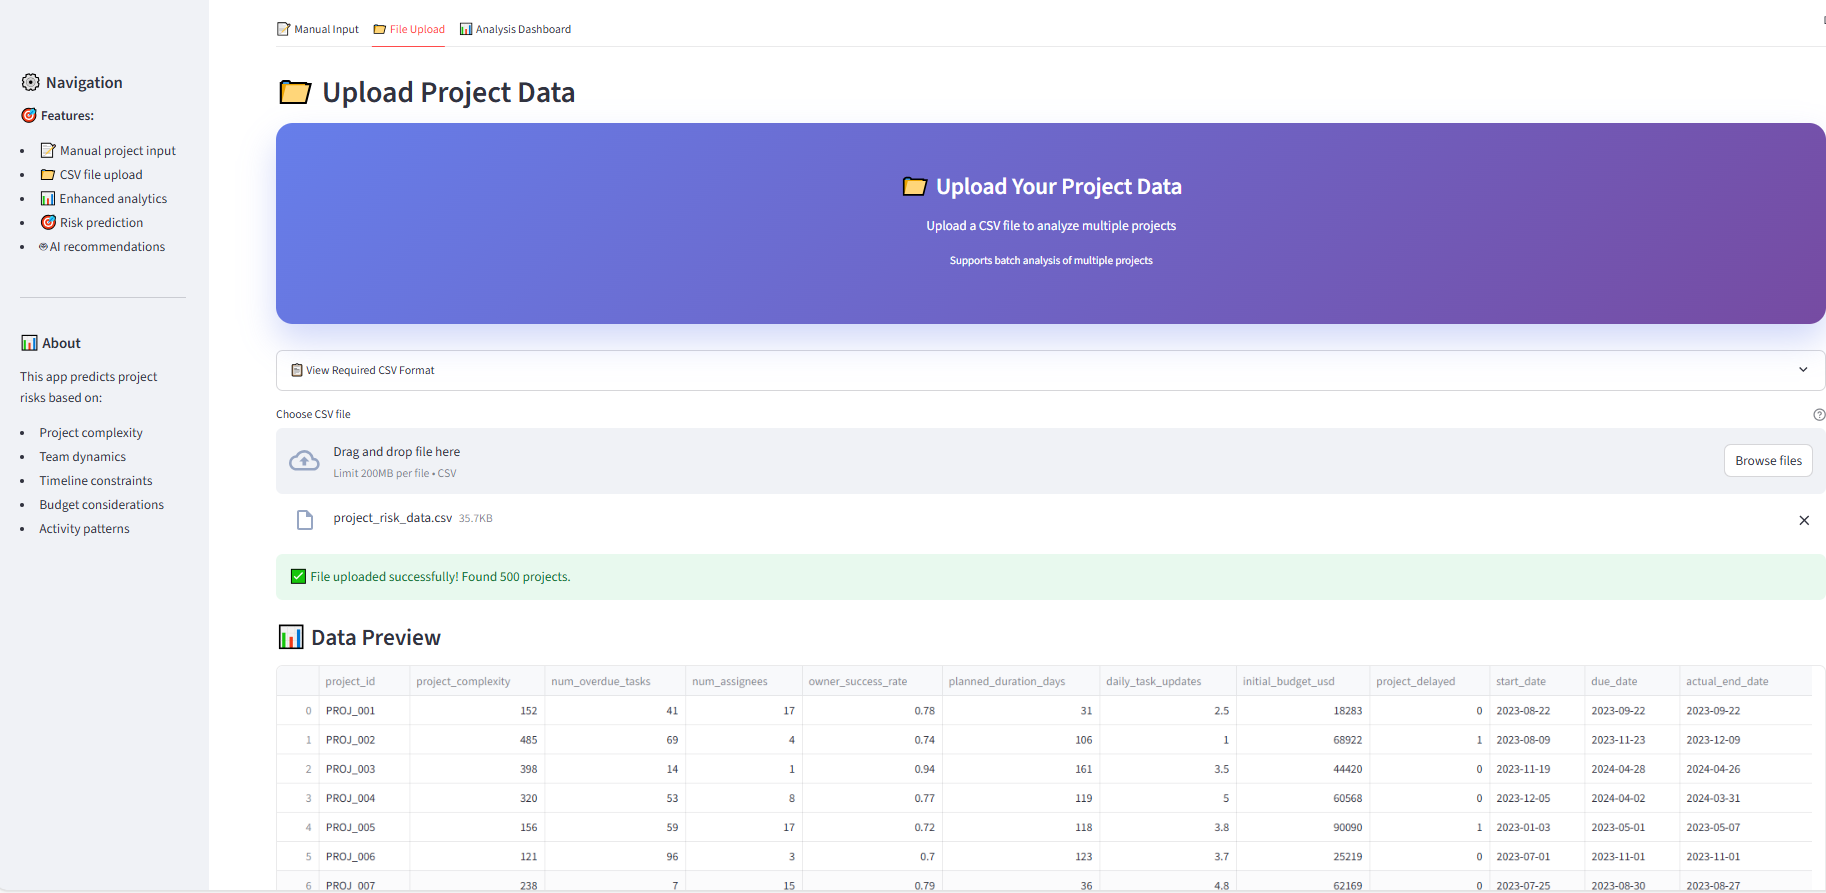 Manual Input File Upload Analysis Dashboard
Navigation
Features:
Manual project input
CSV file upload
Enhanced analytics
Risk prediction
AI recommendations
About
This app predicts project
risks based on:
Project complexity
Team dynamics
Timeline constraints
Budget considerations
Activity patterns
Upload Project Data
Upload Your Project Data
Upload a CSV file to analyze multiple projects
Supports batch analysis of multiple projects
View Required CSV Format
Choose CSV file
Drag and drop file here
Limit 200MB per file • CSV
Browse files
project_risk_data.csv 35.7KB
File uploaded successfully! Found 500 projects.
Data Preview
project_id project_complexity num_overdue_tasks num_assignees owner_success_rate planned_duration_days daily_task_updates initial_budget_usd project_delayed start_date due_date actual_end_date
0 PROJ_001 152 41 17 0.78 31 2.5 18283 0 2023-08-22 2023-09-22 2023-09-22
1 PROJ_002 485 69 4 0.74 106 1 68922 1 2023-08-09 2023-11-23 2023-12-09
2 PROJ_003 398 14 1 0.94 161 3.5 44420 0 2023-11-19 2024-04-28 2024-04-26
3 PROJ_004 320 53 8 0.77 119 5 60568 0 2023-12-05 2024-04-02 2024-03-31
4 PROJ_005 156 59 17 0.72 118 3.8 90090 1 2023-01-03 2023-05-01 2023-05-07
5 PROJ_006 121 96 3 0.7 123 3.7 25219 0 2023-07-01 2023-11-01 2023-11-01
6 PROJ_007 238 7 15 0.79 36 4.8 62169 0 2023-07-25 2023-08-30 2023-08-27